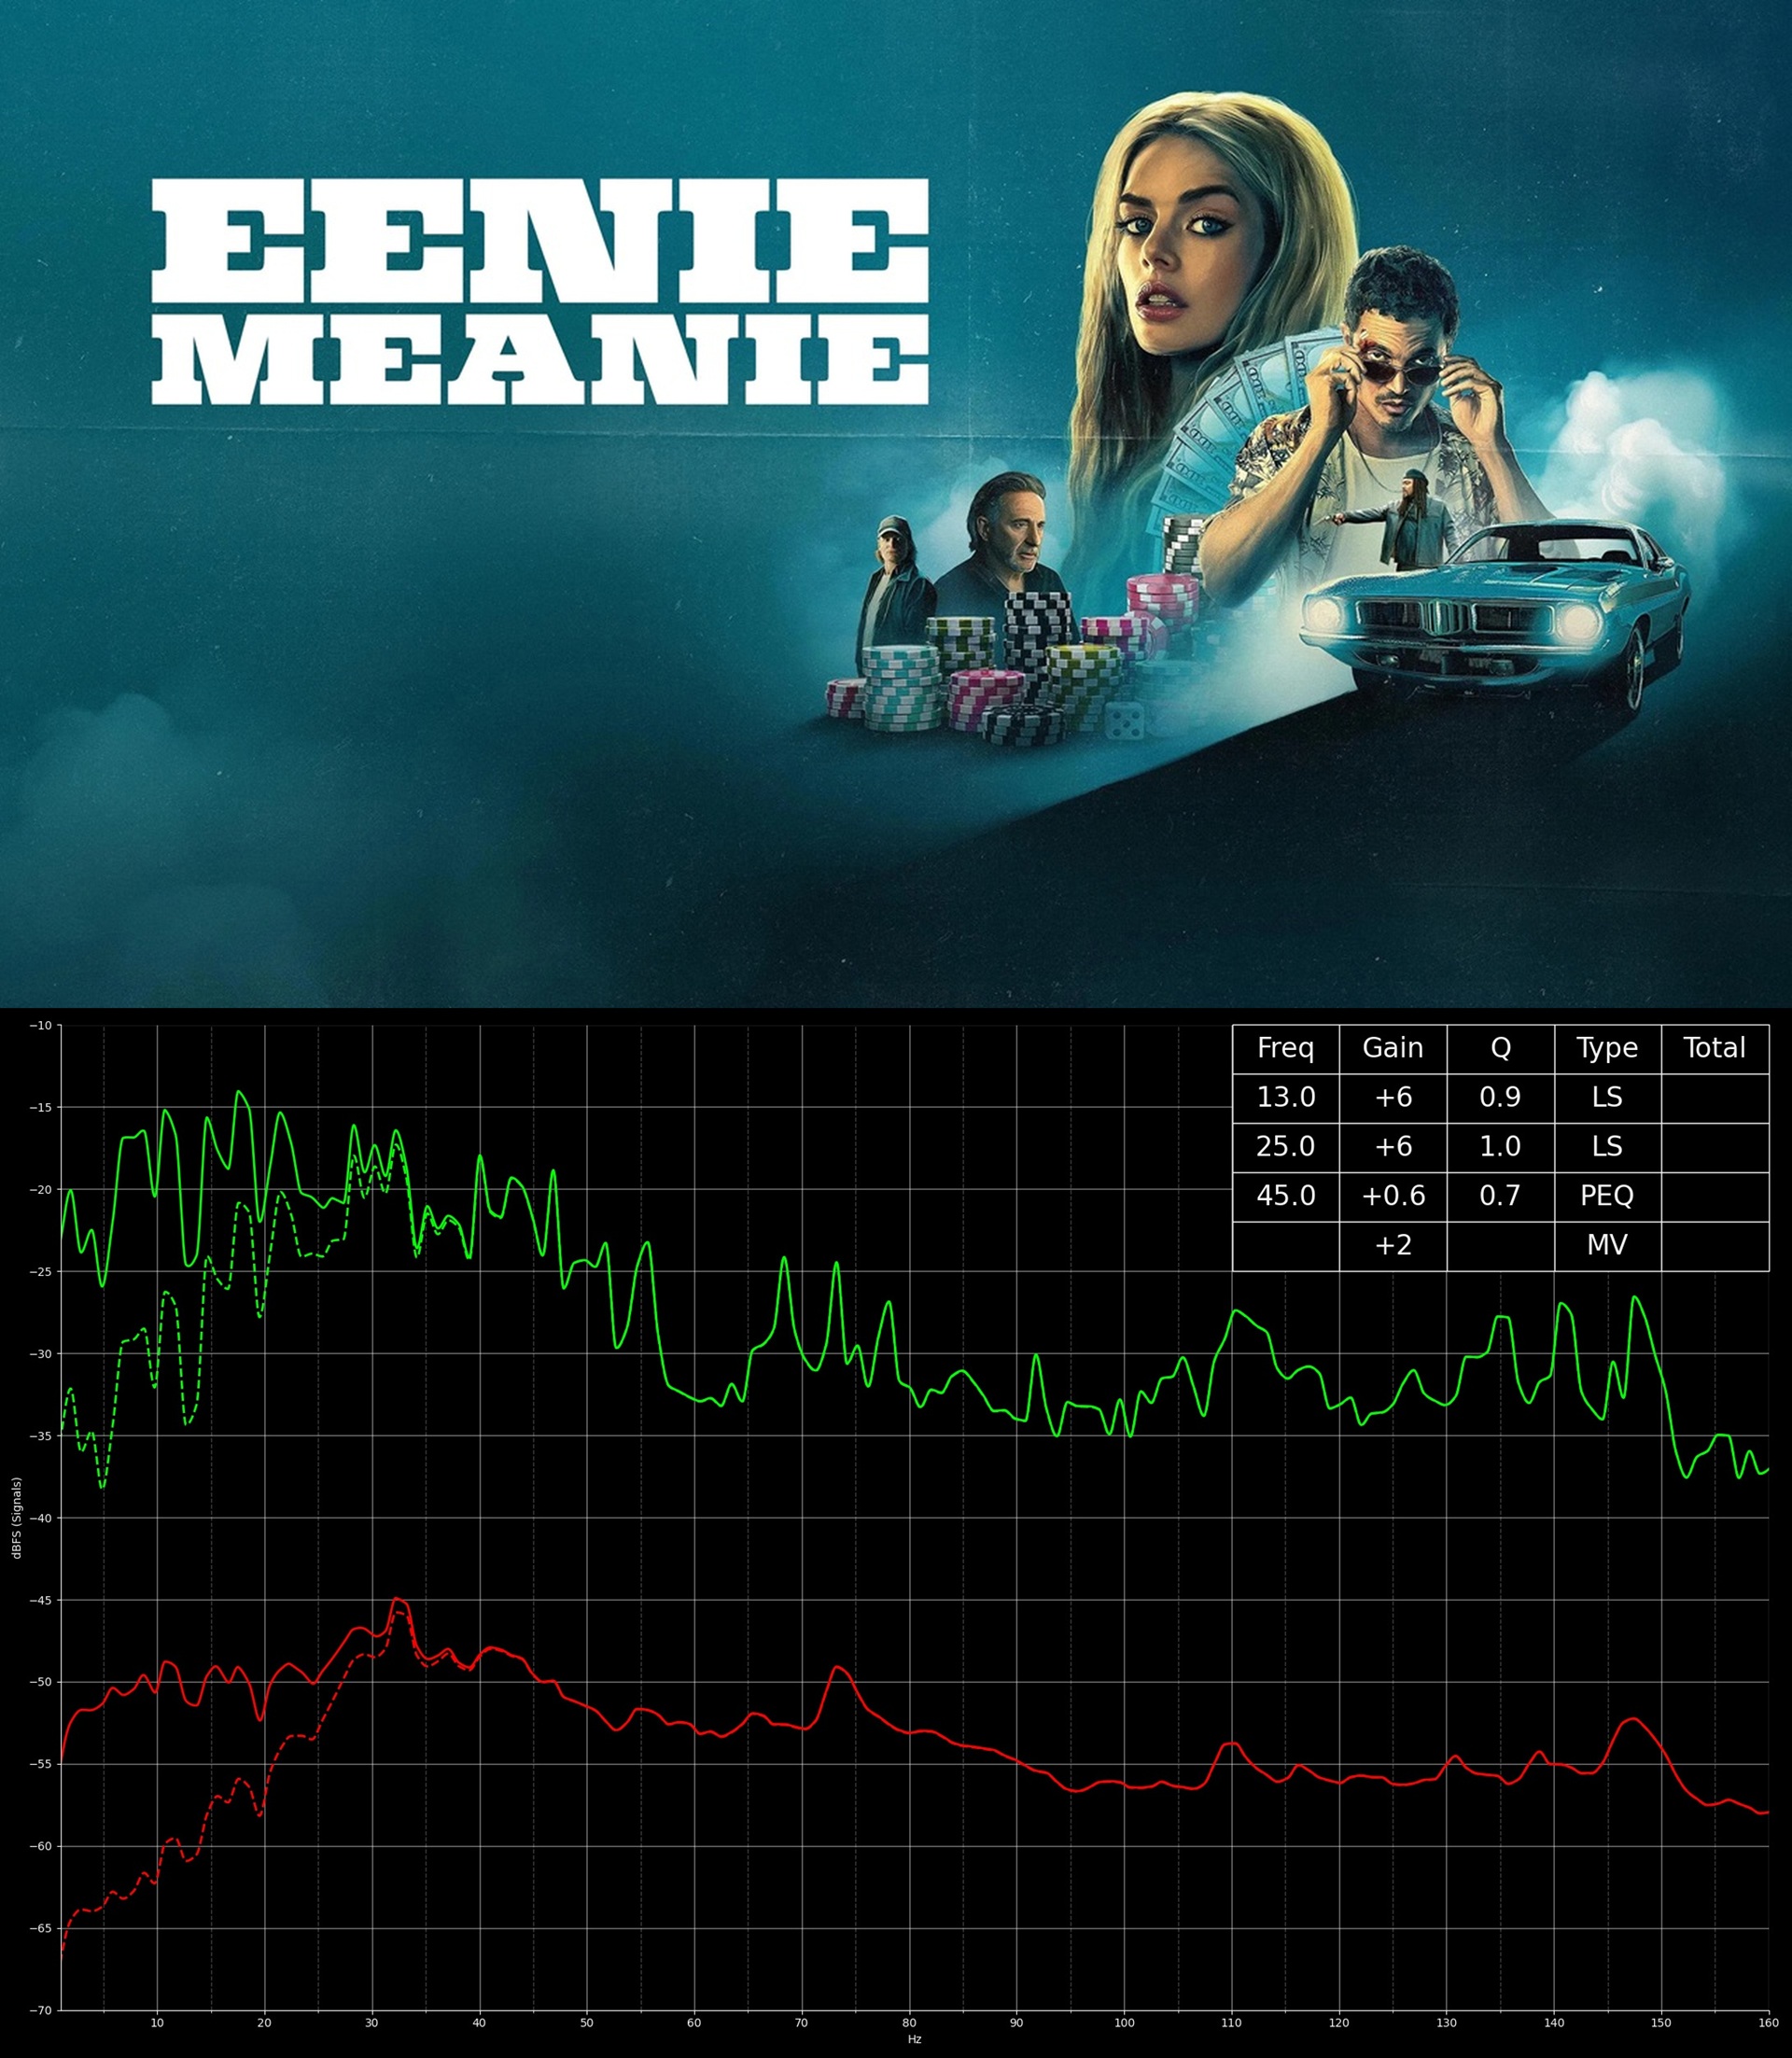 EENIE
MEANIE
Freq Gain Q Type Total
13.0 +6 0.9 LS
25.0 +6 1.0 LS
45.0 +0.6 0.7 PEQ
+2 MV
−10
−15
−20
−25
−30
−35
−40
−45
−50
−55
−60
−65
−70
dBFS (Signals)
10 20 30 40 50 60 70 80 90 100 110 120 130 140 150 160
Hz